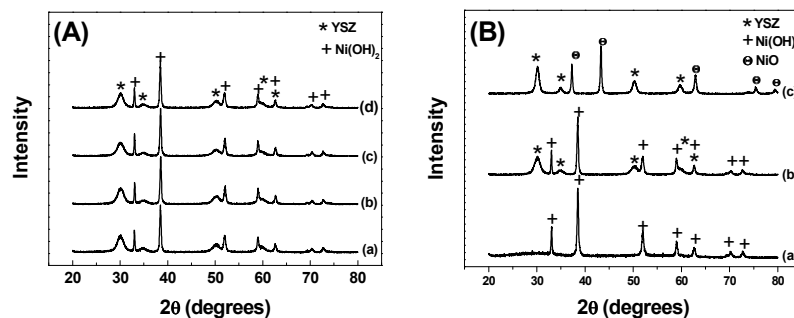 (A)
* YSZ
+ Ni(OH)2
Intensity
(d)
(c)
(b)
(a)
20 30 40 50 60 70 80
2θ (degrees)
(B)
* YSZ
+ Ni(OH)
Θ NiO
Intensity
(c
(b
(a
20 30 40 50 60 70 80
2θ (degrees)